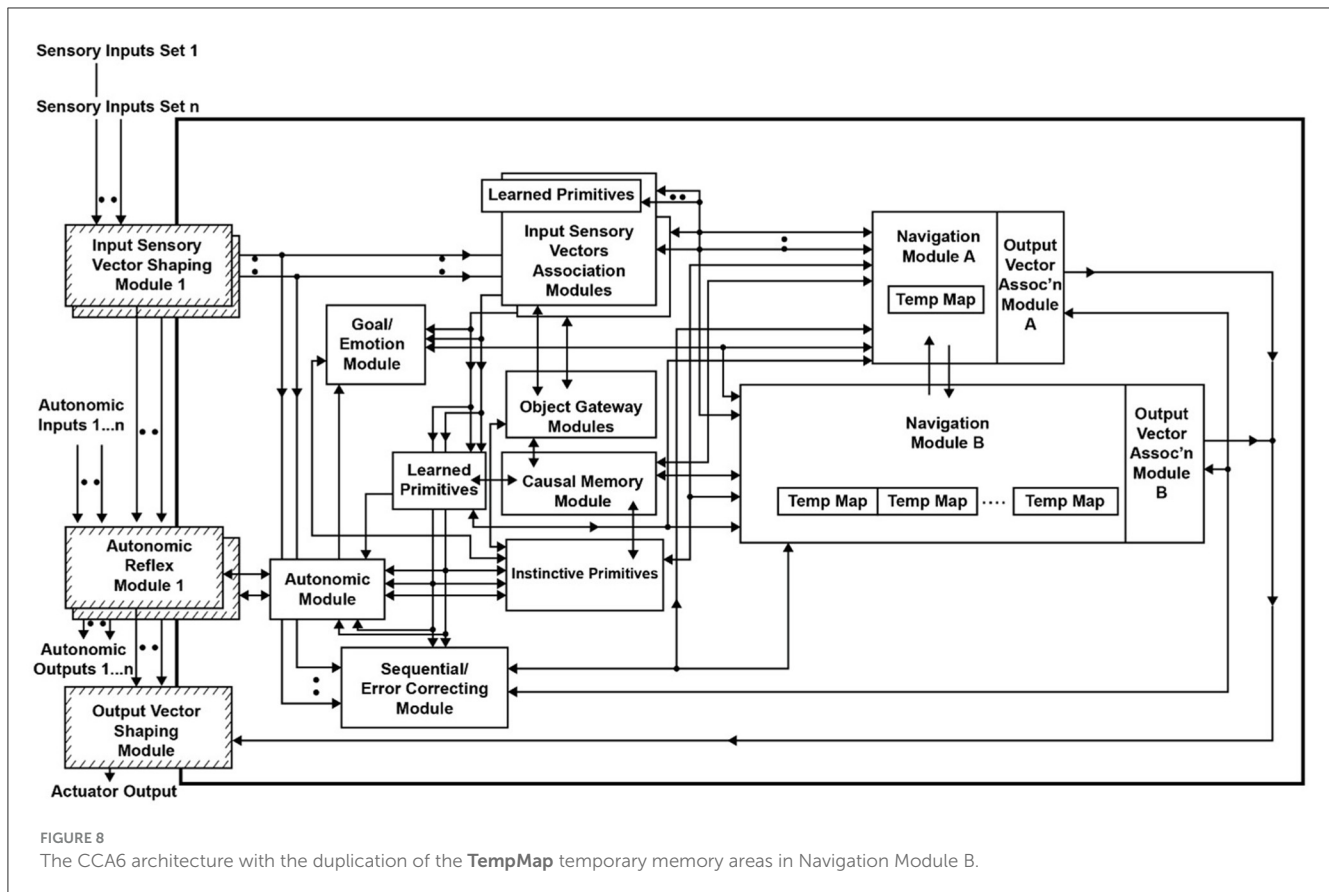 Sensory Inputs Set 1
Sensory Inputs Set n
Input Sensory
Vector Shaping
Module 1
Learned Primitives
Input Sensory
Vectors
Association
Modules
Navigation
Module A
Temp Map
Output
Vector
Assoc'n
Module
A
Goal/
Emotion
Module
Autonomic
Inputs 1...n
Object Gateway
Modules
Learned
Primitives
Causal Memory
Module
Navigation
Module B
Temp Map
Temp Map
....
Temp Map
Output
Vector
Assoc'n
Module
B
Autonomic
Reflex
Module 1
Autonomic
Module
Instinctive Primitives
Autonomic
Outputs 1...n
Sequential/
Error Correcting
Module
Output Vector
Shaping
Module
Actuator Output
FIGURE 8
The CCA6 architecture with the duplication of the TempMap temporary memory areas in Navigation Module B.